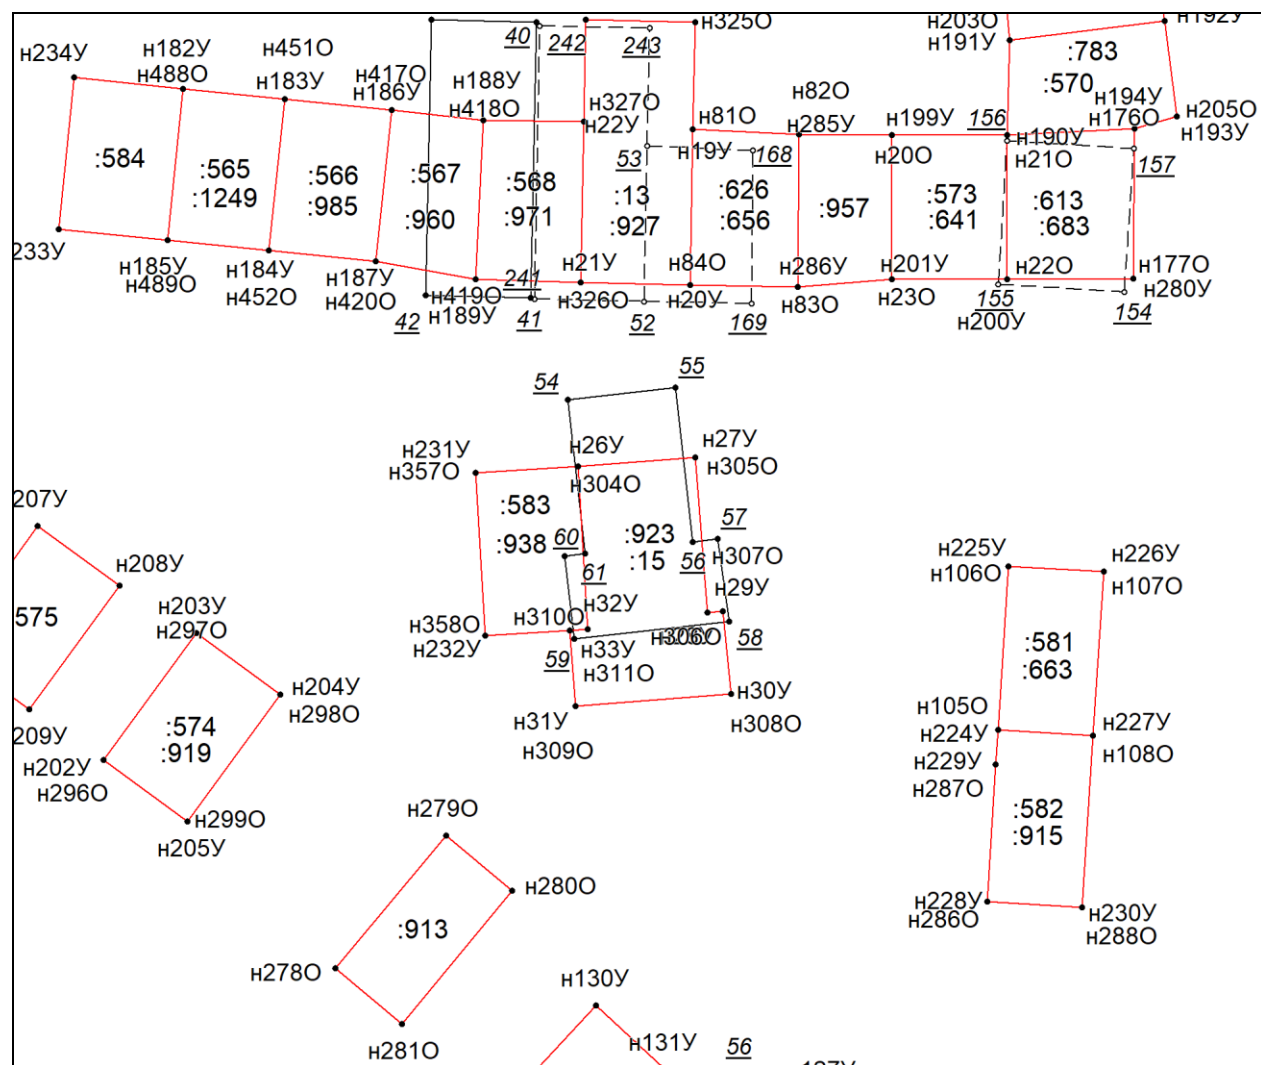 н203О
н191У
н192У
:783
:570
н325О
40
242
243
н234У
н182У
н488О
н451О
н183У
н417О
н186У
н188У
н418О
н327О
н22У
н81О
н19У
н82О
н285У
н199У
н20О
156
н190У
н21О
н194У
н176О
н205О
н193У
157
53
168
:584
:565
:1249
:566
:985
:567
:960
:568
:971
:13
:927
:626
:656
:957
:573
:641
:613
:683
233У
н185У
н489О
н184У
н452О
н187У
н420О
42
н419О
н189У
241
41
н21У
н326О
52
н84О
н20У
169
н286У
н83О
н201У
н23О
н22О
155
н200У
н177О
н280У
154
54
55
н26У
н304О
н27У
н305О
н231У
н357О
:583
:938
:923
:15
60
61
56
57
н307О
н29У
н32У
н310О
н358О
н232У
59
н33У
н311О
н306О
58
н30У
н308О
н31У
н309О
207У
н208У
575
209У
н203У
н297О
н204У
н298О
:574
:919
н202У
н296О
н299О
н205У
н225У
н106О
н226У
н107О
:581
:663
н105О
н224У
н229У
н287О
н227У
н108О
:582
:915
н228У
н286О
н230У
н288О
н279О
н280О
:913
н278О
н281О
н130У
н131У
56